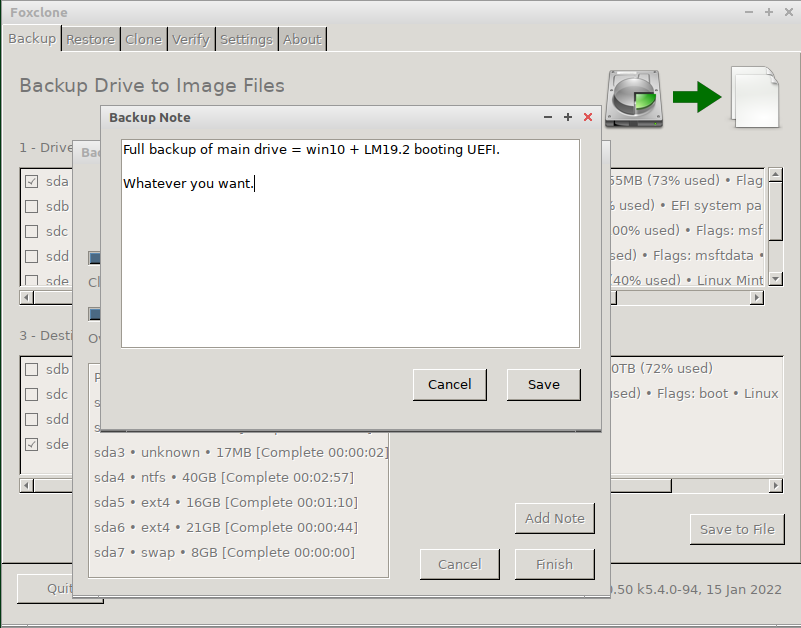 Foxclone
Backup Restore Clone Verify Settings About
Backup Drive to Image Files
Backup Note
Full backup of main drive = win10 + LM19.2 booting UEFI.
Whatever you want.
Cancel Save
1 - Drive
sda
sdb
sdc
sdd
sde
55MB (73% used) • Flag
used) • EFI system pa
00% used) • Flags: msf
sed) • Flags: msftdata •
(40% used) • Linux Mint
3 - Desti
sdb
sdc
sdd
sde
0TB (72% used)
used) • Flags: boot • Linux
sda3 • unknown • 17MB [Complete 00:00:02]
sda4 • ntfs • 40GB [Complete 00:02:57]
sda5 • ext4 • 16GB [Complete 00:01:10]
sda6 • ext4 • 21GB [Complete 00:00:44]
sda7 • swap • 8GB [Complete 00:00:00]
Add Note
Cancel Finish
Save to File
Quit
.50 k5.4.0-94, 15 Jan 2022